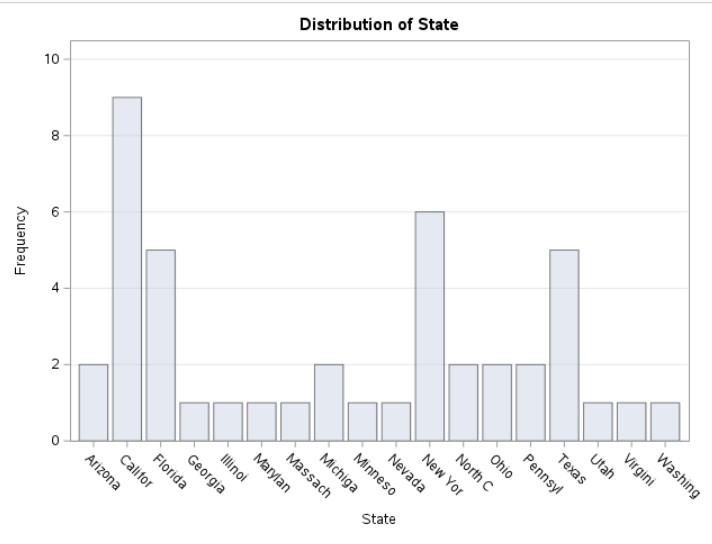 Distribution of State
10
8
6
4
2
0
Frequency
Arizona
Califor
Florida
Georgia
Illinoi
Marylan
Massach
Michiga
Minneso
Nevada
New Yor
North C
Ohio
Pennsyl
Texas
Utah
Virgini
Washing
State